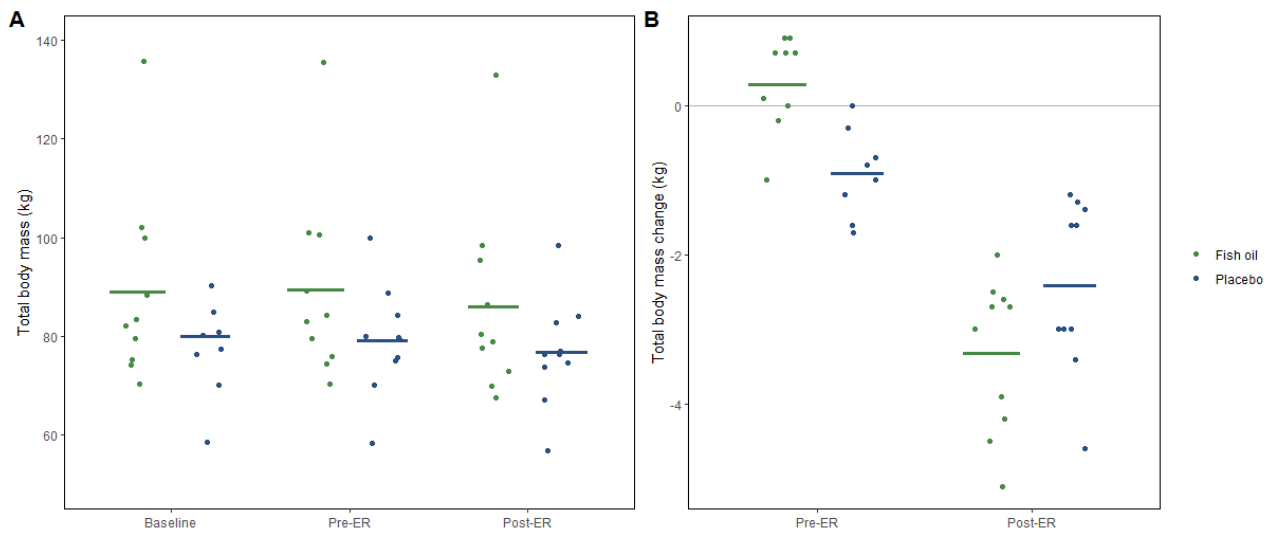 A
Total body mass (kg)
140
120
100
80
60
Baseline
Pre-ER
Post-ER
B
Total body mass change (kg)
0
-2
-4
Pre-ER
Post-ER
Fish oil
Placebo